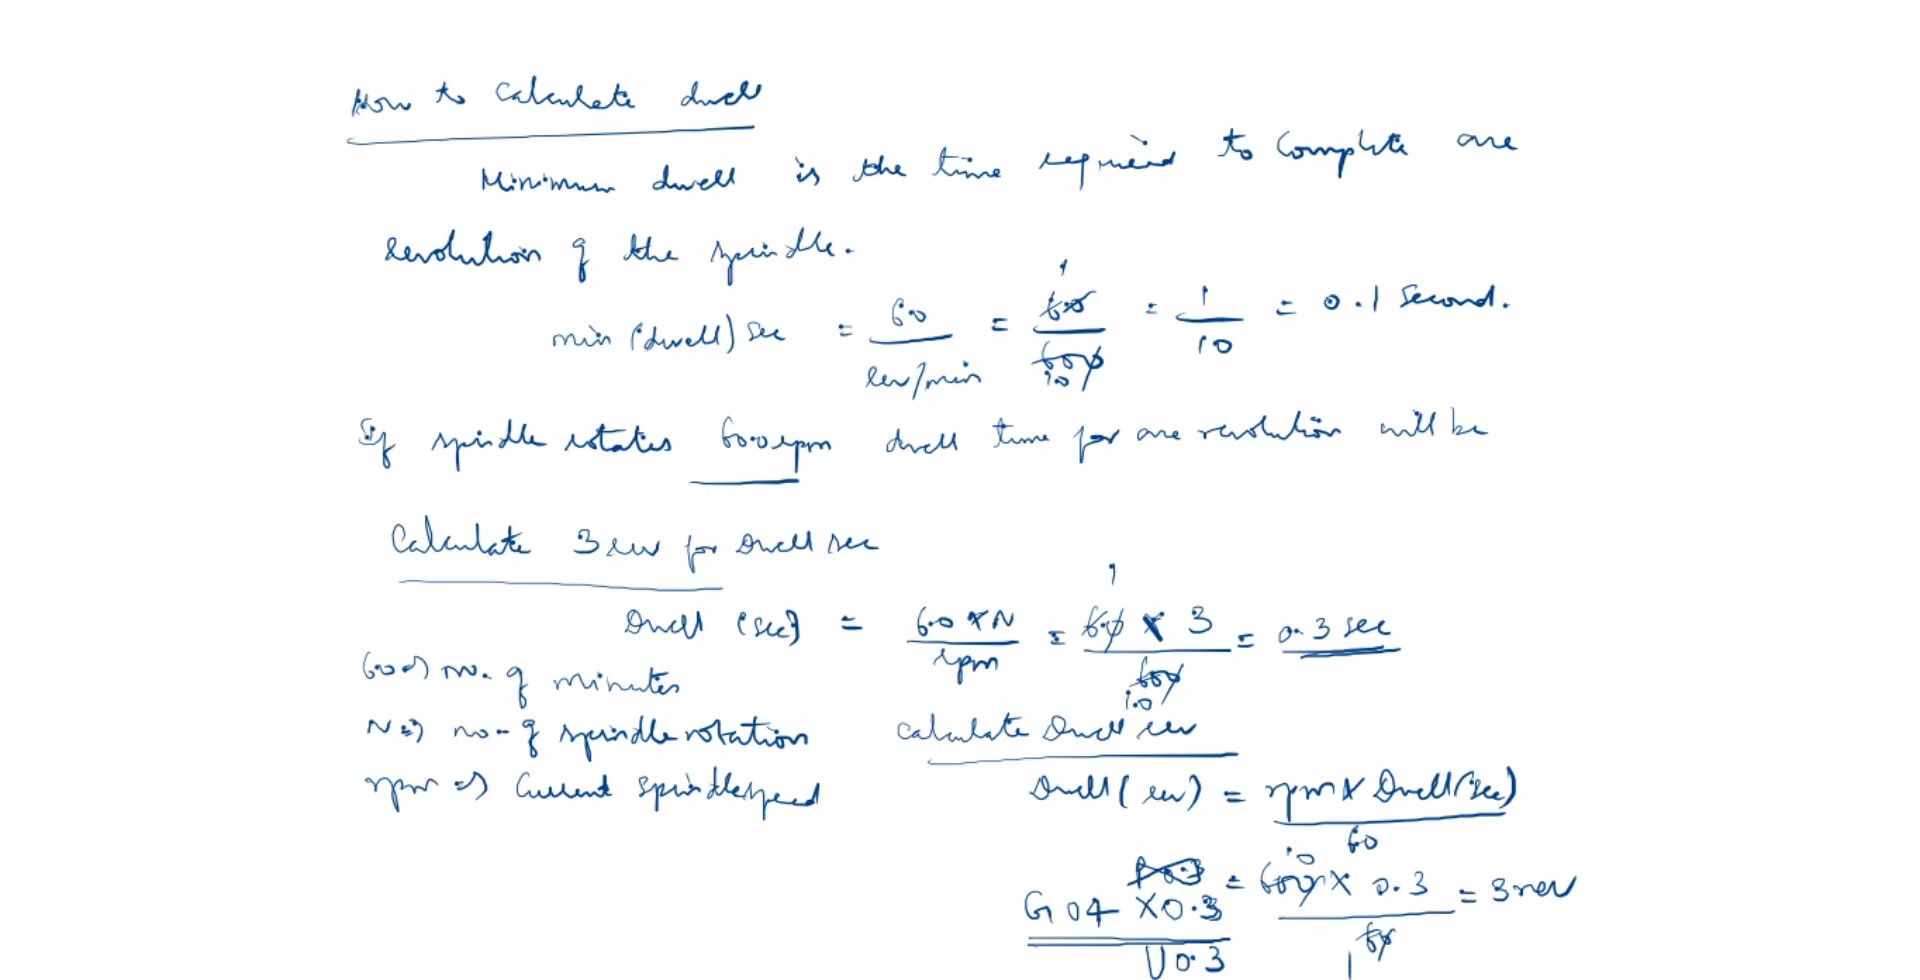 How to Calculate dwell
Minimum dwell is the time required to Complete one
revolution of the spindle.
min (dwell) sec = 60 / rev/min = 60 / 600 = 1 / 10 = 0.1 Second.
If spindle rotates 600 rpm dwell time for one revolution will be
Calculate 3 rev for Dwell sec
Dwell (sec) = 60 x N / rpm = 60 x 3 / 600 = 0.3 sec
60 => no. of minutes
N => no. of spindle rotation
rpm => Current Spindle speed
Calculate Dwell rev
Dwell (rev) = rpm x Dwell (sec) / 60
= 600 x 0.3 / 60 = 3 rev
G04 X0.3
U0.3